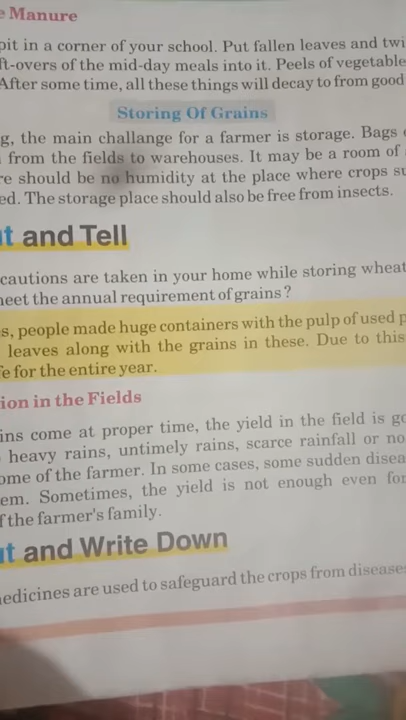 Manure
pit in a corner of your school. Put fallen leaves and twi
ft-overs of the mid-day meals into it. Peels of vegetable
After some time, all these things will decay to from good
Storing Of Grains
g, the main challange for a farmer is storage. Bags
from the fields to warehouses. It may be a room of
re should be no humidity at the place where crops su
ed. The storage place should also be free from insects.
t and Tell
cautions are taken in your home while storing wheat
neet the annual requirement of grains?
s, people made huge containers with the pulp of used p
leaves along with the grains in these. Due to this
fe for the entire year.
ion in the Fields
ins come at proper time, the yield in the field is go
heavy rains, untimely rains, scarce rainfall or no
ome of the farmer. In some cases, some sudden disea
em. Sometimes, the yield is not enough even for
f the farmer's family.
t and Write Down
nedicines are used to safeguard the crops from diseases